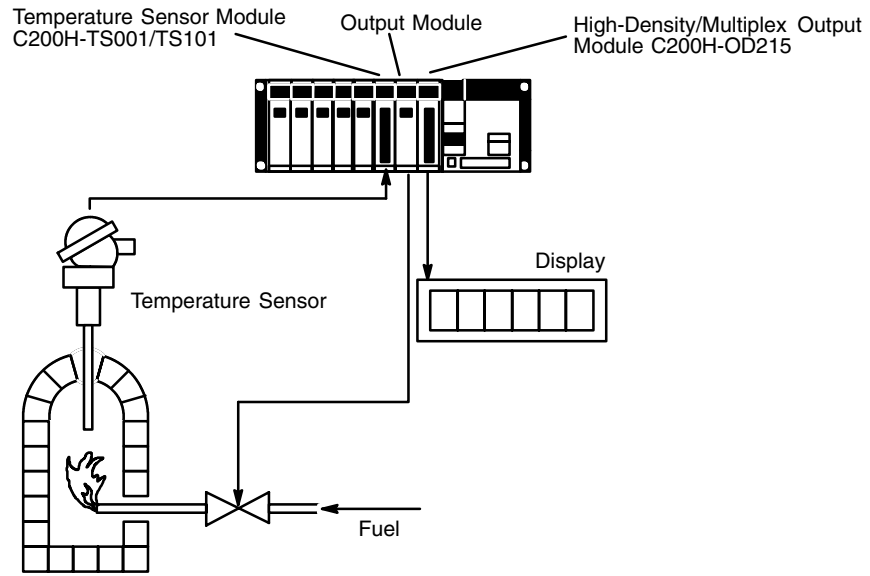 Temperature Sensor Module
C200H-TS001/TS101
Output Module
High-Density/Multiplex Output
Module C200H-OD215
Display
Temperature Sensor
Fuel